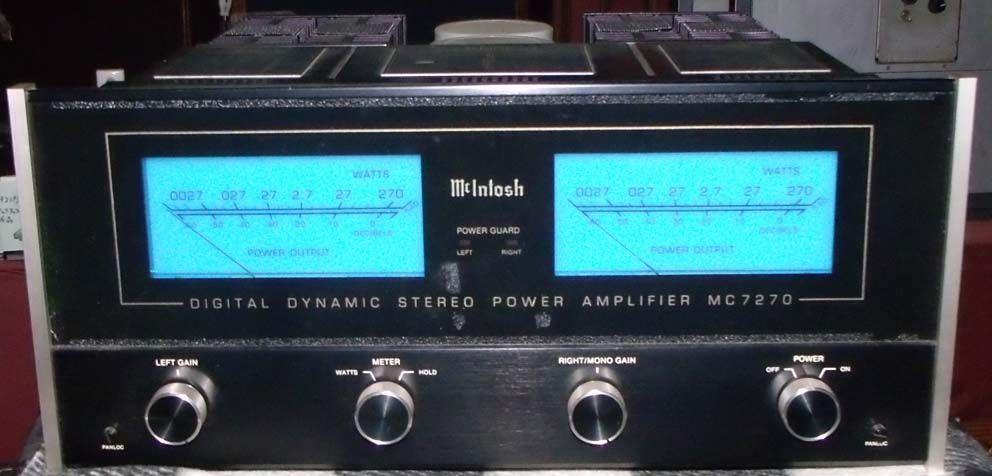 WATTS
.0027 .027 .27 2.7 27 270
DECIBELS
POWER OUTPUT
McIntosh
POWER GUARD
LEFT RIGHT
WATTS
.0027 .027 .27 2.7 27 270
DECIBELS
POWER OUTPUT
DIGITAL DYNAMIC STEREO POWER AMPLIFIER MC7270
LEFT GAIN
METER
WATTS HOLD
RIGHT/MONO GAIN
POWER
OFF ON
PANLOC
PANLOC